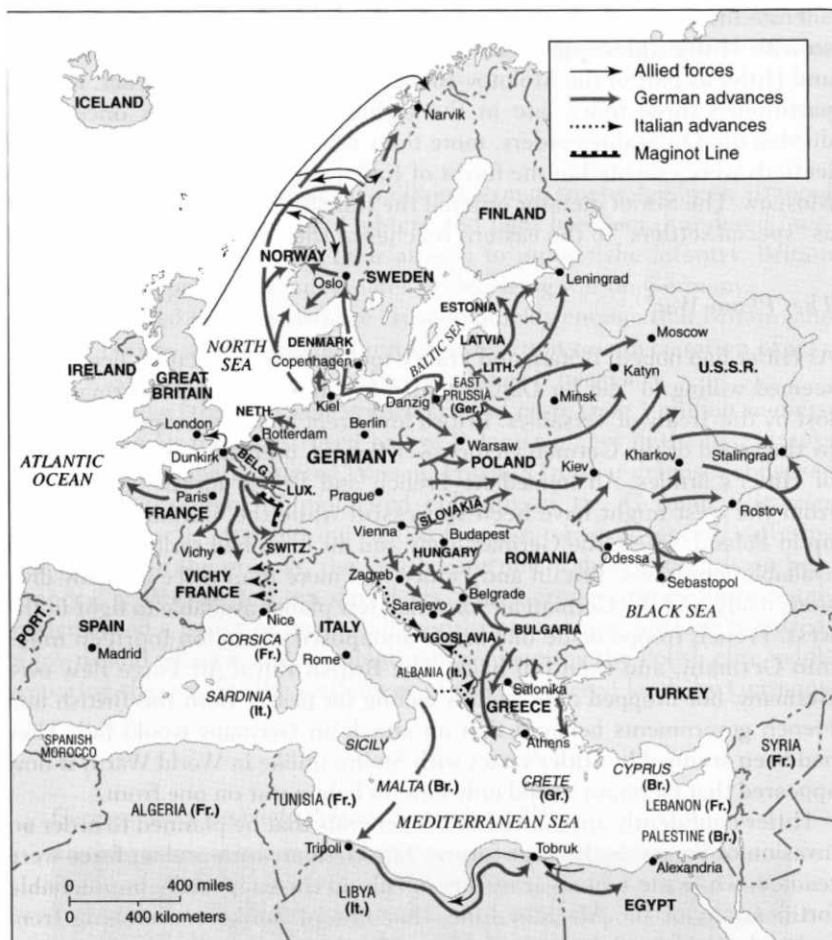 Allied forces
German advances
Italian advances
Maginot Line
ICELAND
Narvik
FINLAND
NORWAY
SWEDEN
Oslo
Leningrad
ESTONIA
NORTH
SEA
DENMARK
Copenhagen
BALTIC SEA
LATVIA
LITH.
Moscow
Katyn
U.S.S.R.
IRELAND
GREAT
BRITAIN
Kiel
Danzig
EAST
PRUSSIA
(Ger.)
Minsk
London
NETH.
Rotterdam
Berlin
Dunkirk
BELG.
GERMANY
Warsaw
POLAND
Kiev
Kharkov
Stalingrad
ATLANTIC
OCEAN
LUX.
Paris
FRANCE
Prague
SLOVAKIA
Rostov
Vienna
Budapest
HUNGARY
ROMANIA
Odessa
Vichy
SWITZ.
VICHY
FRANCE
Zagreb
Belgrade
Sebastopol
Nice
Sarajevo
BULGARIA
BLACK SEA
PORT.
SPAIN
Madrid
CORSICA
(Fr.)
ITALY
Rome
YUGOSLAVIA
ALBANIA (It.)
SARDINIA
(It.)
Salonika
GREECE
TURKEY
SPANISH
MOROCCO
SICILY
Athens
SYRIA
(Fr.)
ALGERIA (Fr.)
TUNISIA
(Fr.)
MALTA (Br.)
CRETE
(Gr.)
CYPRUS
(Br.)
LEBANON (Fr.)
MEDITERRANEAN SEA
PALESTINE (Br.)
Tripoli
Tobruk
Alexandria
0 400 miles
400 kilometers
LIBYA
(It.)
EGYPT